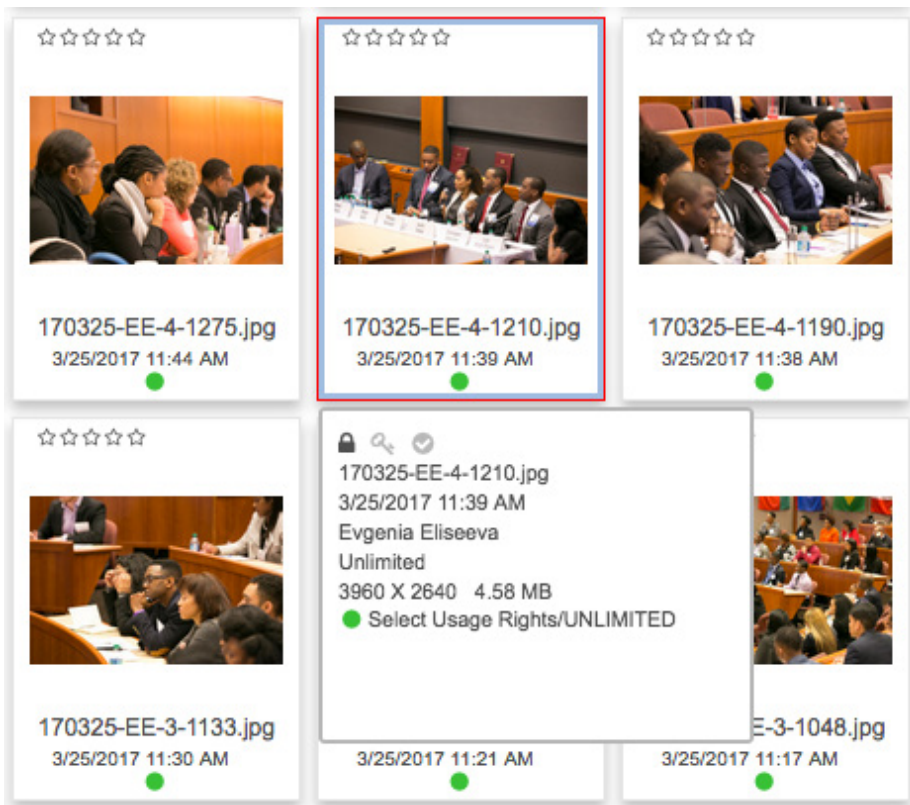 170325-EE-4-1275.jpg
3/25/2017 11:44 AM
170325-EE-4-1210.jpg
3/25/2017 11:39 AM
170325-EE-4-1190.jpg
3/25/2017 11:38 AM
170325-EE-4-1210.jpg
3/25/2017 11:39 AM
Evgenia Eliseeva
Unlimited
3960 X 2640 4.58 MB
Select Usage Rights/UNLIMITED
170325-EE-3-1133.jpg
3/25/2017 11:30 AM
3/25/2017 11:21 AM
E-3-1048.jpg
3/25/2017 11:17 AM